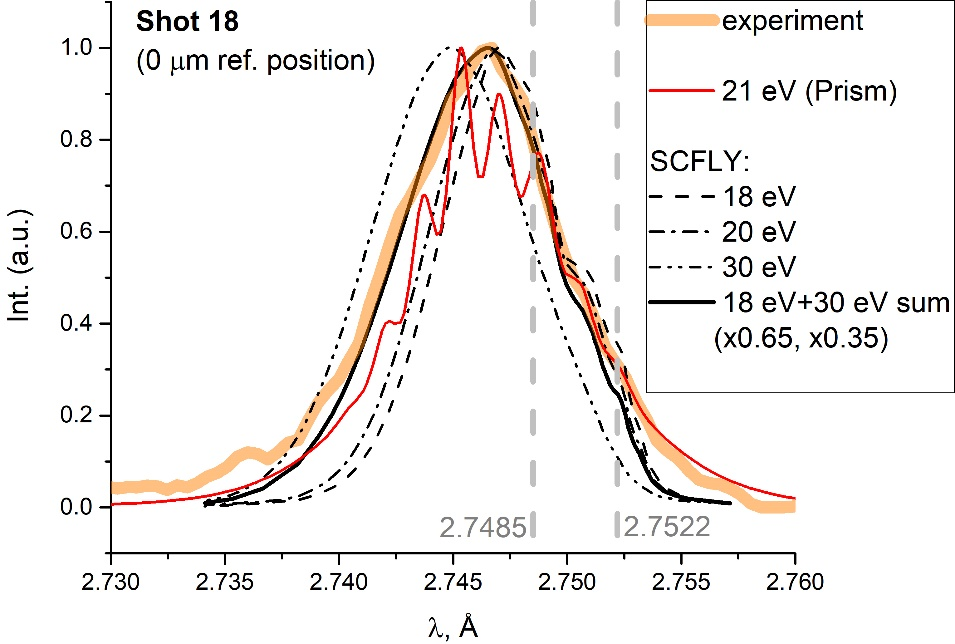 Shot 18
(0 μm ref. position)
experiment
21 eV (Prism)
SCFLY:
18 eV
20 eV
30 eV
18 eV+30 eV sum
(x0.65, x0.35)
Int. (a.u.)
1.0
0.8
0.6
0.4
0.2
0.0
2.7485
2.7522
2.730
2.735
2.740
2.745
2.750
2.755
2.760
λ, Å